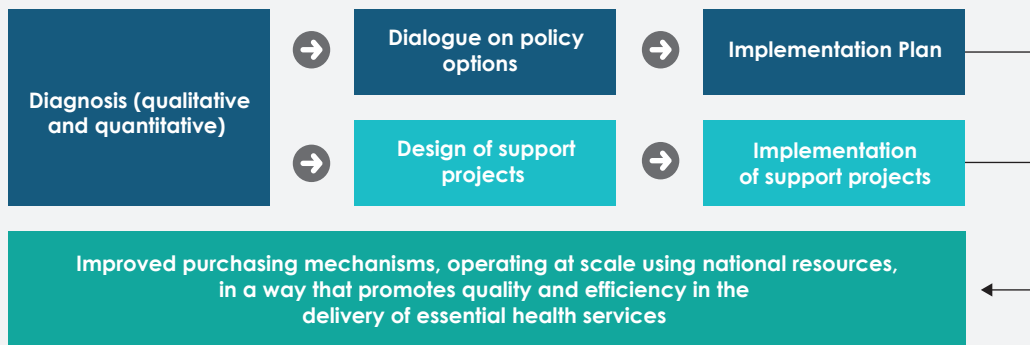 Diagnosis (qualitative
and quantitative)
Dialogue on policy
options
Implementation Plan
Design of support
projects
Implementation
of support projects
Improved purchasing mechanisms, operating at scale using national resources,
in a way that promotes quality and efficiency in the
delivery of essential health services